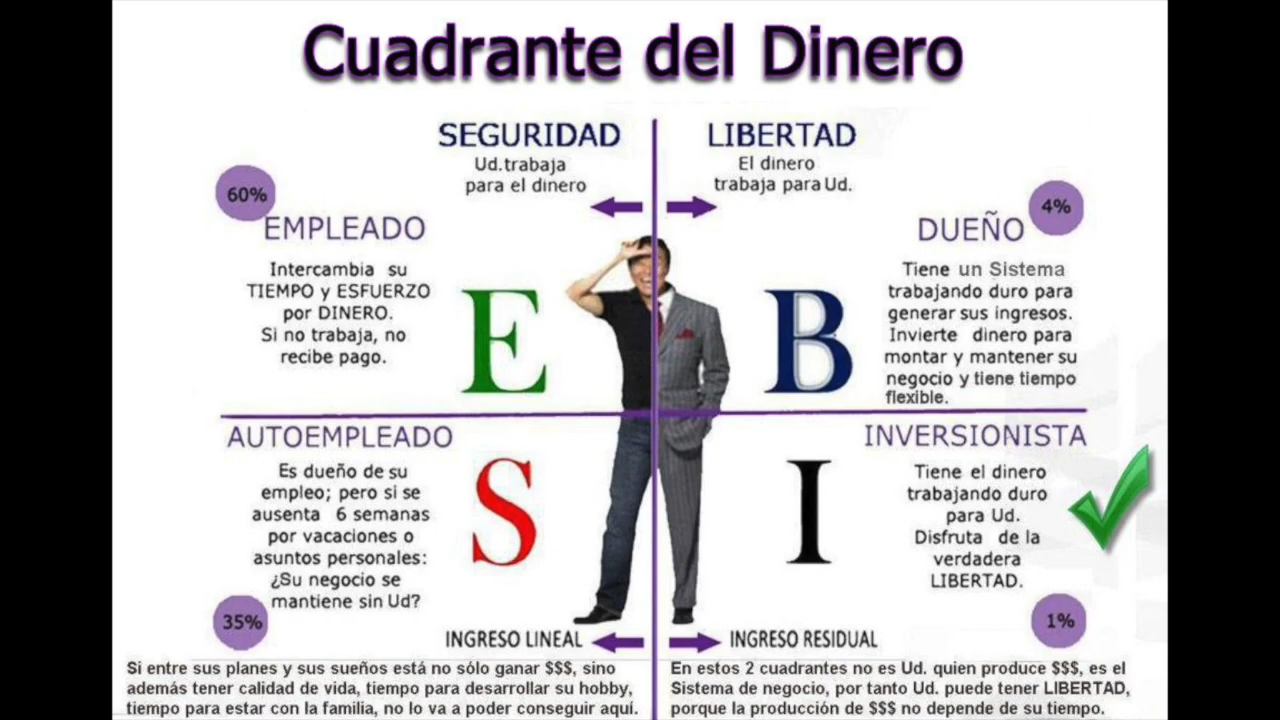 Cuadrante del Dinero
SEGURIDAD
Ud.trabaja
para el dinero
LIBERTAD
El dinero
trabaja para Ud.
60%
EMPLEADO
Intercambia su
TIEMPO y ESFUERZO
por DINERO.
Si no trabaja, no
recibe pago.
E
B
4%
DUEÑO
Tiene un Sistema
trabajando duro para
generar sus ingresos.
Invierte dinero para
montar y mantener su
negocio y tiene tiempo
flexible.
AUTOEMPLEADO
Es dueño de su
empleo; pero si se
ausenta 6 semanas
por vacaciones o
asuntos personales:
¿Su negocio se
mantiene sin Ud?
35%
S
I
INVERSIONISTA
Tiene el dinero
trabajando duro
para Ud.
Disfruta de la
verdadera
LIBERTAD.
1%
INGRESO LINEAL
INGRESO RESIDUAL
Si entre sus planes y sus sueños está no sólo ganar $$$, sino
además tener calidad de vida, tiempo para desarrollar su hobby,
tiempo para estar con la familia, no lo va a poder conseguir aquí.
En estos 2 cuadrantes no es Ud. quien produce $$$, es el
Sistema de negocio, por tanto Ud. puede tener LIBERTAD,
porque la producción de $$$ no depende de su tiempo.